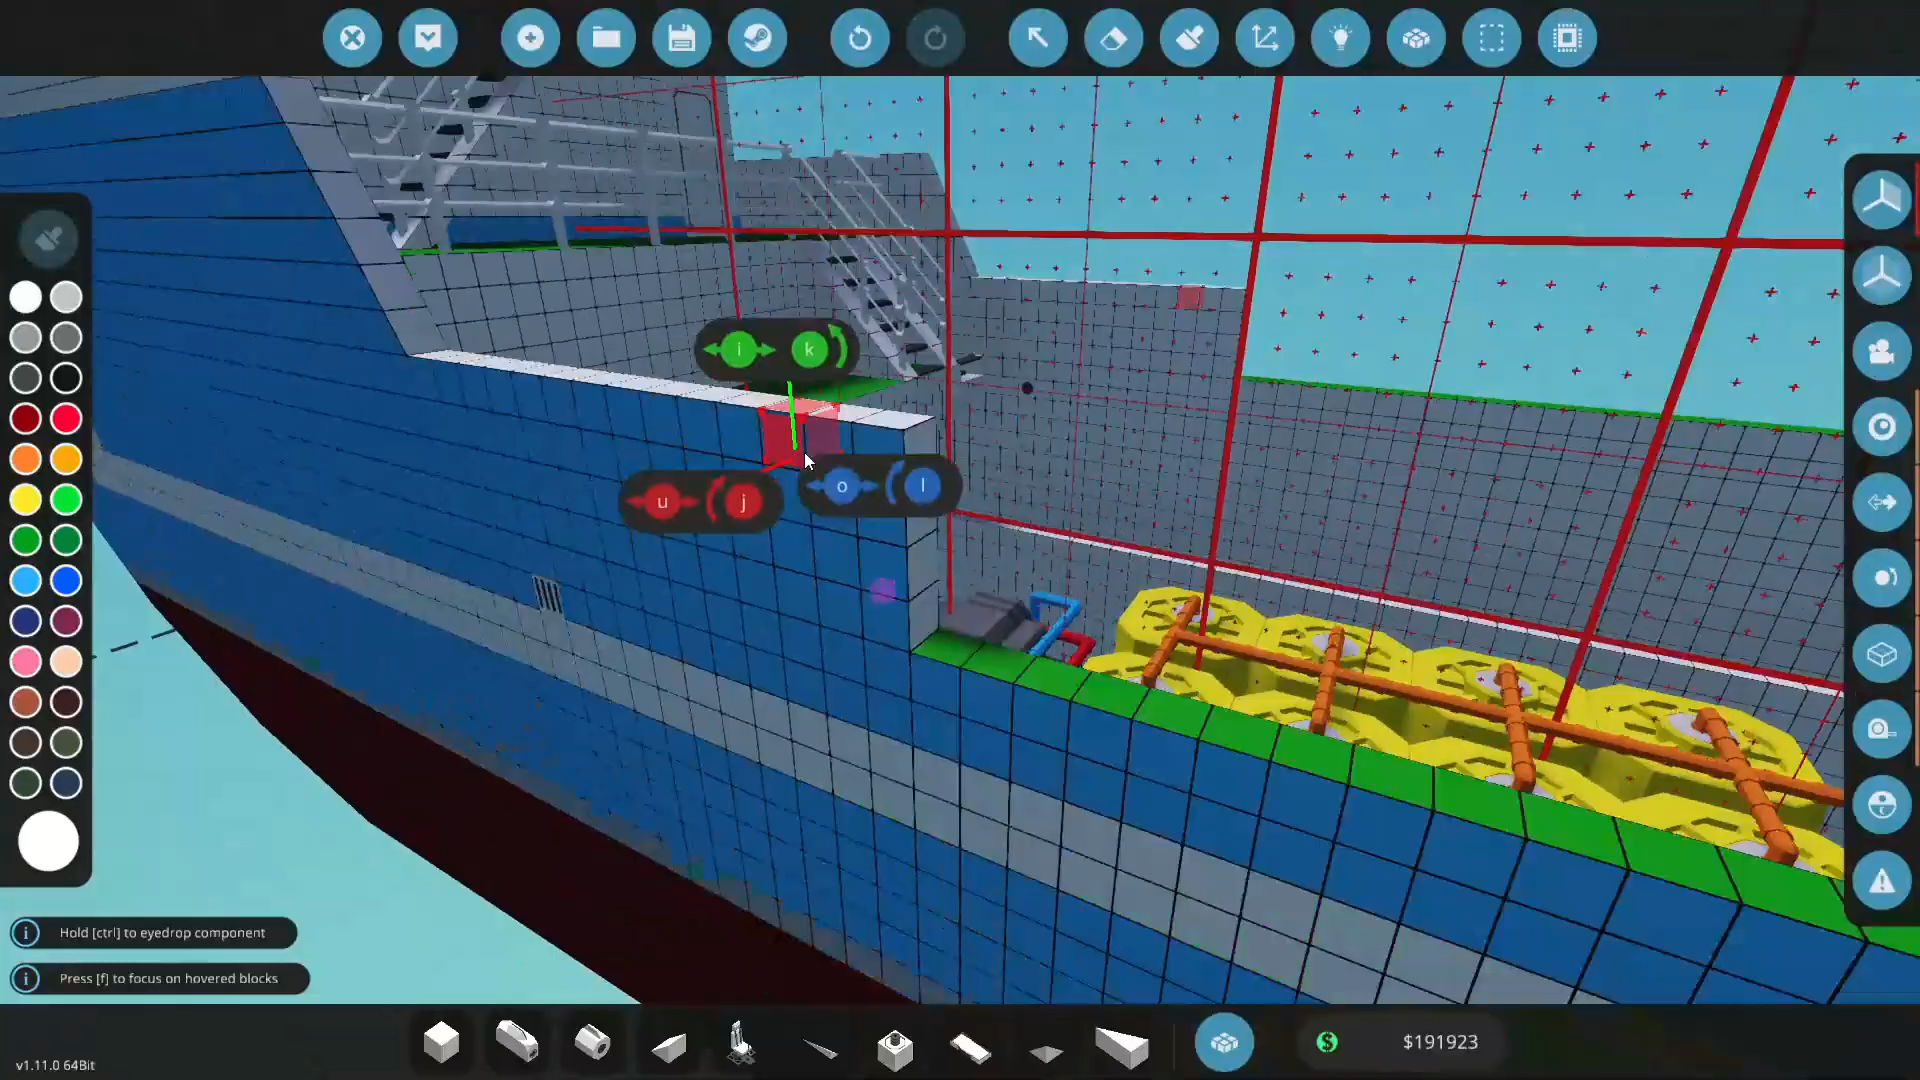 i k
u j
o l
Hold [ctrl] to eyedrop component
Press [f] to focus on hovered blocks
$191923
v1.11.0 64Bit